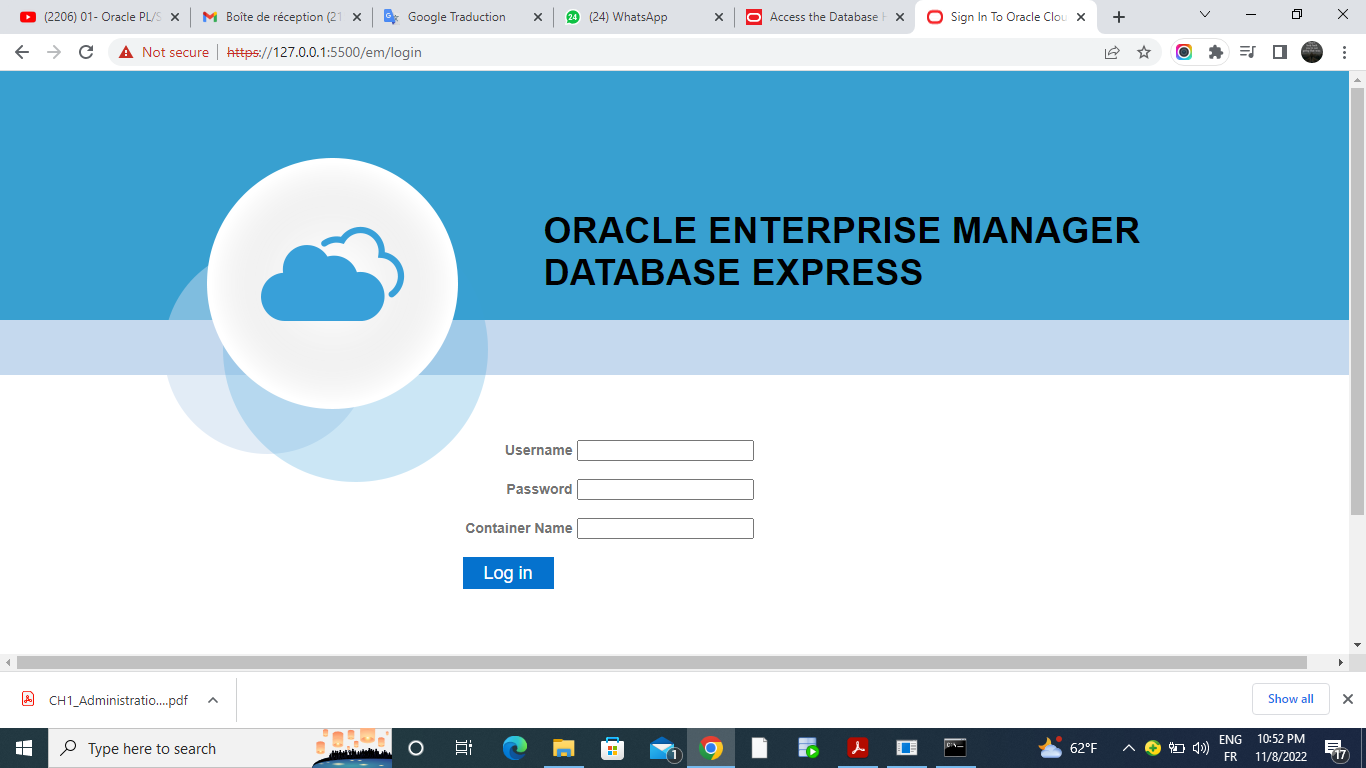 (2206) 01- Oracle PL/S
Boîte de réception (21
Google Traduction
(24) WhatsApp
Access the Database H
Sign In To Oracle Clou
Not secure
https://127.0.0.1:5500/em/login
ORACLE ENTERPRISE MANAGER
DATABASE EXPRESS
Username
Password
Container Name
Log in
CH1_Administratio....pdf
Show all
Type here to search
1
62°F
ENG
FR
10:52 PM
11/8/2022
17